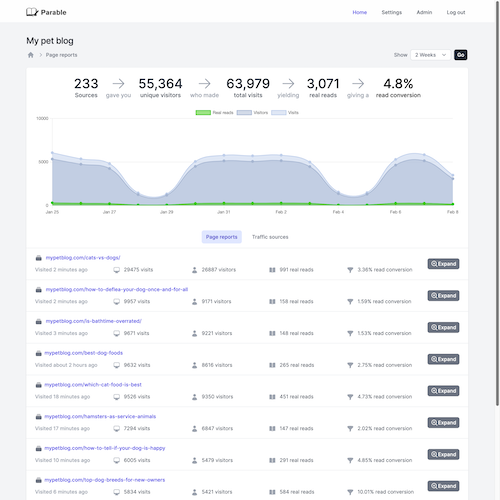 Parable
Home Settings Admin Log out
My pet blog
Page reports
Show 2 Weeks Go
233 55,364 63,979 3,071 4.8%
Sources gave you unique visitors who made total visits yielding real reads giving a read conversion
Real reads Visitors Visits
10000
5000
0
Jan 25 Jan 27 Jan 29 Jan 31 Feb 2 Feb 4 Feb 6 Feb 8
Page reports Traffic sources
mypetblog.com/cats-vs-dogs/
Visited 2 minutes ago 29475 visits 26887 visitors 991 real reads 3.36% read conversion
Expand
mypetblog.com/how-to-deflea-your-dog-once-and-for-all
Visited 2 minutes ago 9957 visits 9171 visitors 158 real reads 1.59% read conversion
Expand
mypetblog.com/is-bathtime-overrated/
Visited 3 minutes ago 9671 visits 9221 visitors 148 real reads 1.53% read conversion
Expand
mypetblog.com/best-dog-foods
Visited about 2 hours ago 9632 visits 8616 visitors 265 real reads 2.75% read conversion
Expand
mypetblog.com/which-cat-food-is-best
Visited 18 minutes ago 9526 visits 9350 visitors 451 real reads 4.73% read conversion
Expand
mypetblog.com/hamsters-as-service-animals
Visited 17 minutes ago 7294 visits 6847 visitors 147 real reads 2.02% read conversion
Expand
mypetblog.com/how-to-tell-if-your-dog-is-happy
Visited 10 minutes ago 6005 visits 5479 visitors 291 real reads 4.85% read conversion
Expand
mypetblog.com/top-dog-breeds-for-new-owners
Visited 6 minutes ago 5834 visits 5421 visitors 584 real reads 10.01% read conversion
Expand